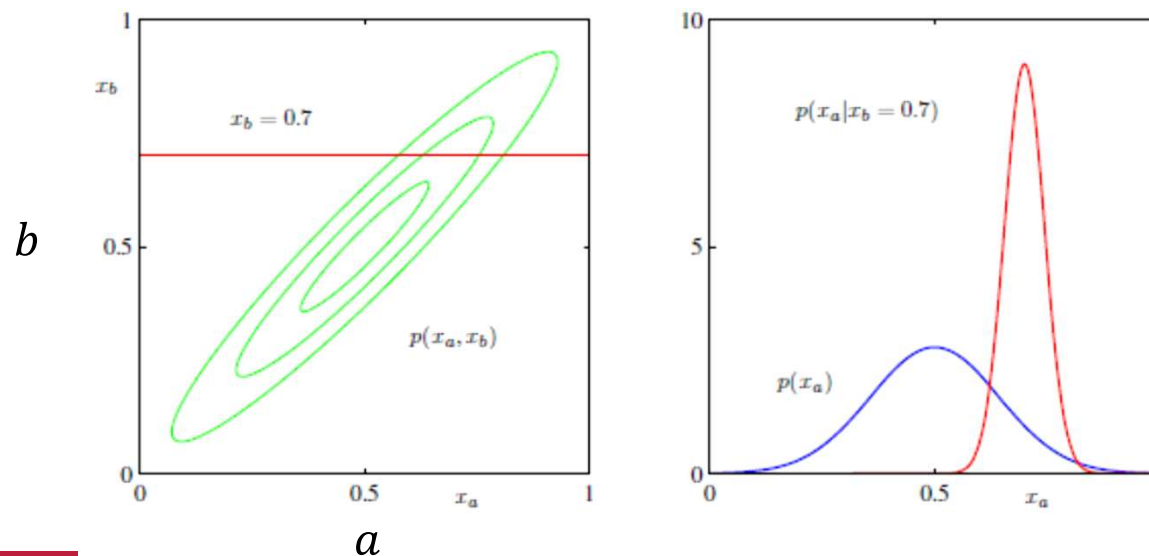 1
x_b
x_b = 0.7
b
0.5
p(x_a, x_b)
0
0
0.5
x_a
1
a
10
p(x_a|x_b = 0.7)
5
p(x_a)
0
0
0.5
x_a